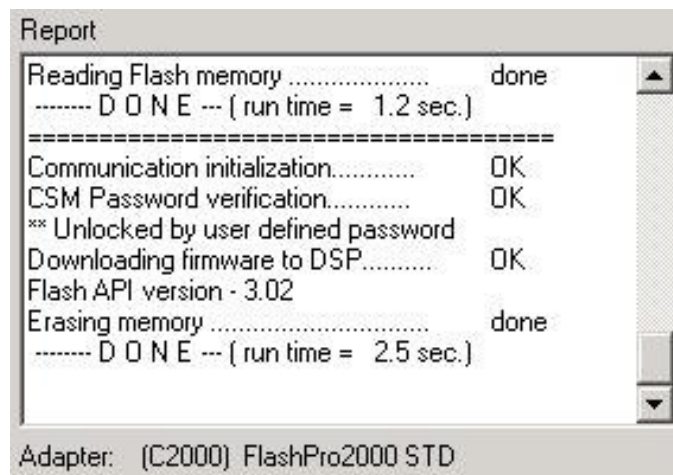 Report
Reading Flash memory .................... done
-------- D O N E --- ( run time =   1.2 sec.)
=====================================
Communication initialization............ OK
CSM Password verification............ OK
** Unlocked by user defined password
Downloading firmware to DSP.......... OK
Flash API version - 3.02
Erasing memory ............................... done
-------- D O N E --- ( run time =   2.5 sec.)
Adapter: (C2000) FlashPro2000 STD